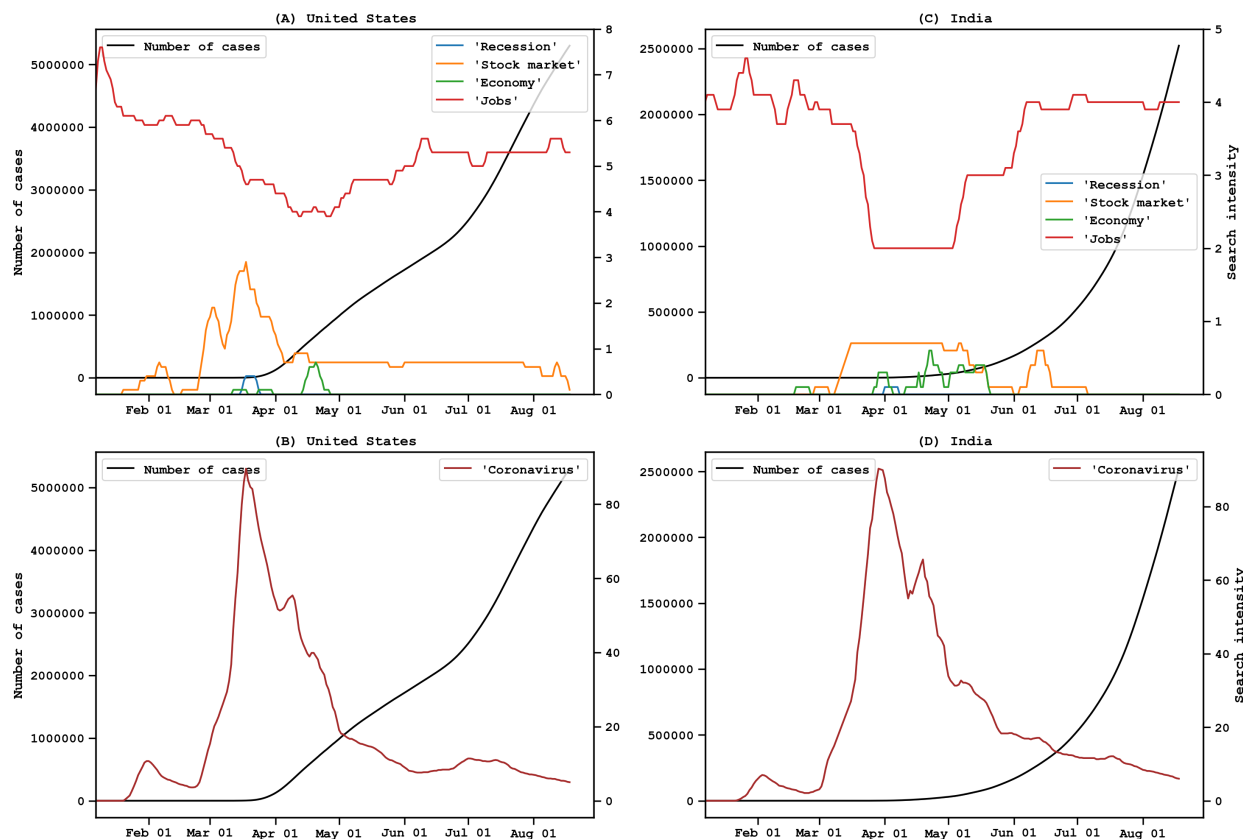 (A) United States
Number of cases
'Recession'
'Stock market'
'Economy'
'Jobs'
Number of cases
5000000
4000000
3000000
2000000
1000000
0
8
7
6
5
4
3
2
1
0
Feb 01 Mar 01 Apr 01 May 01 Jun 01 Jul 01 Aug 01
(C) India
Number of cases
'Recession'
'Stock market'
'Economy'
'Jobs'
2500000
2000000
1500000
1000000
500000
0
5
4
3
2
1
0
Search intensity
Feb 01 Mar 01 Apr 01 May 01 Jun 01 Jul 01 Aug 01
(B) United States
Number of cases
'Coronavirus'
Number of cases
5000000
4000000
3000000
2000000
1000000
0
80
60
40
20
0
Feb 01 Mar 01 Apr 01 May 01 Jun 01 Jul 01 Aug 01
(D) India
Number of cases
'Coronavirus'
2500000
2000000
1500000
1000000
500000
0
80
60
40
20
0
Search intensity
Feb 01 Mar 01 Apr 01 May 01 Jun 01 Jul 01 Aug 01